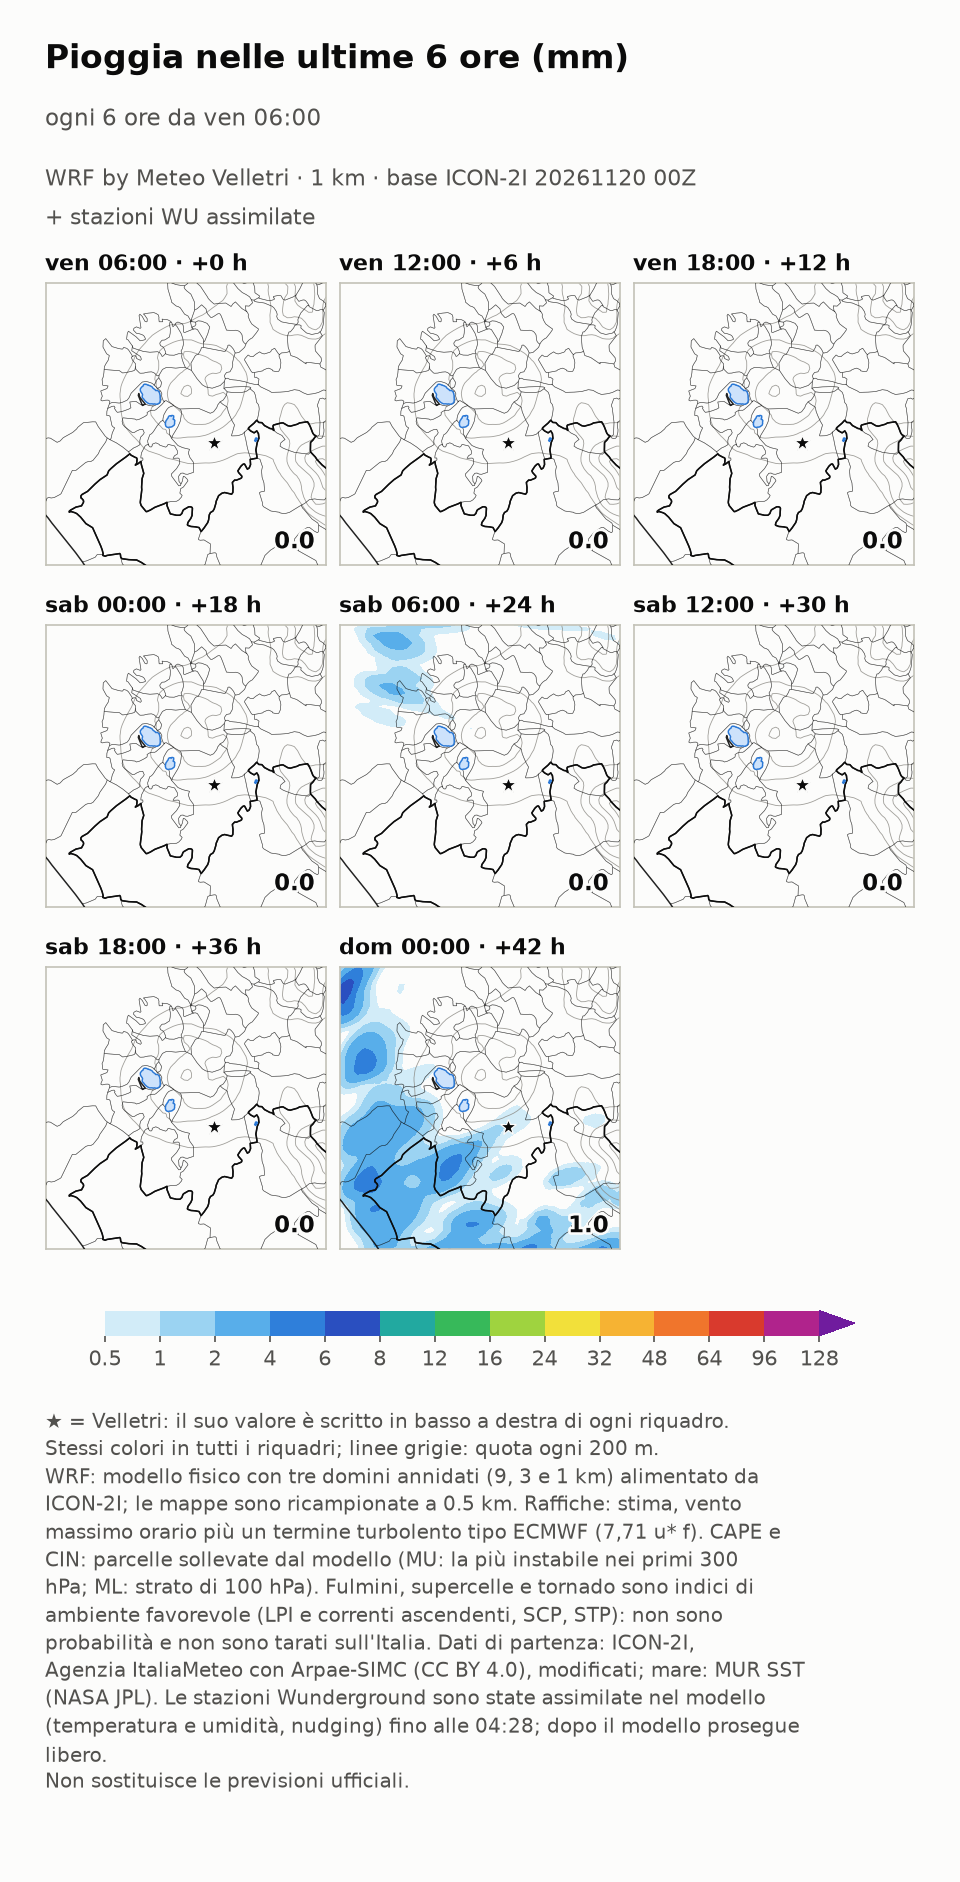 Pioggia nelle ultime 6 ore (mm)
ogni 6 ore da ven 06:00
WRF by Meteo Velletri · 1 km · base ICON-2I 20261120 00Z
+ stazioni WU assimilate
ven 06:00 · +0 h
ven 12:00 · +6 h
ven 18:00 · +12 h
0.0
0.0
0.0
sab 00:00 · +18 h
sab 06:00 · +24 h
sab 12:00 · +30 h
0.0
0.0
0.0
sab 18:00 · +36 h
dom 00:00 · +42 h
0.0
1.0
0.5 1 2 4 6 8 12 16 24 32 48 64 96 128
★ = Velletri: il suo valore è scritto in basso a destra di ogni riquadro.
Stessi colori in tutti i riquadri; linee grigie: quota ogni 200 m.
WRF: modello fisico con tre domini annidati (9, 3 e 1 km) alimentato da
ICON-2I; le mappe sono ricampionate a 0.5 km. Raffiche: stima, vento
massimo orario più un termine turbolento tipo ECMWF (7,71 u* f). CAPE e
CIN: parcelle sollevate dal modello (MU: la più instabile nei primi 300
hPa; ML: strato di 100 hPa). Fulmini, supercelle e tornado sono indici di
ambiente favorevole (LPI e correnti ascendenti, SCP, STP): non sono
probabilità e non sono tarati sull'Italia. Dati di partenza: ICON-2I,
Agenzia ItaliaMeteo con Arpae-SIMC (CC BY 4.0), modificati; mare: MUR SST
(NASA JPL). Le stazioni Wunderground sono state assimilate nel modello
(temperatura e umidità, nudging) fino alle 04:28; dopo il modello prosegue
libero.
Non sostituisce le previsioni ufficiali.